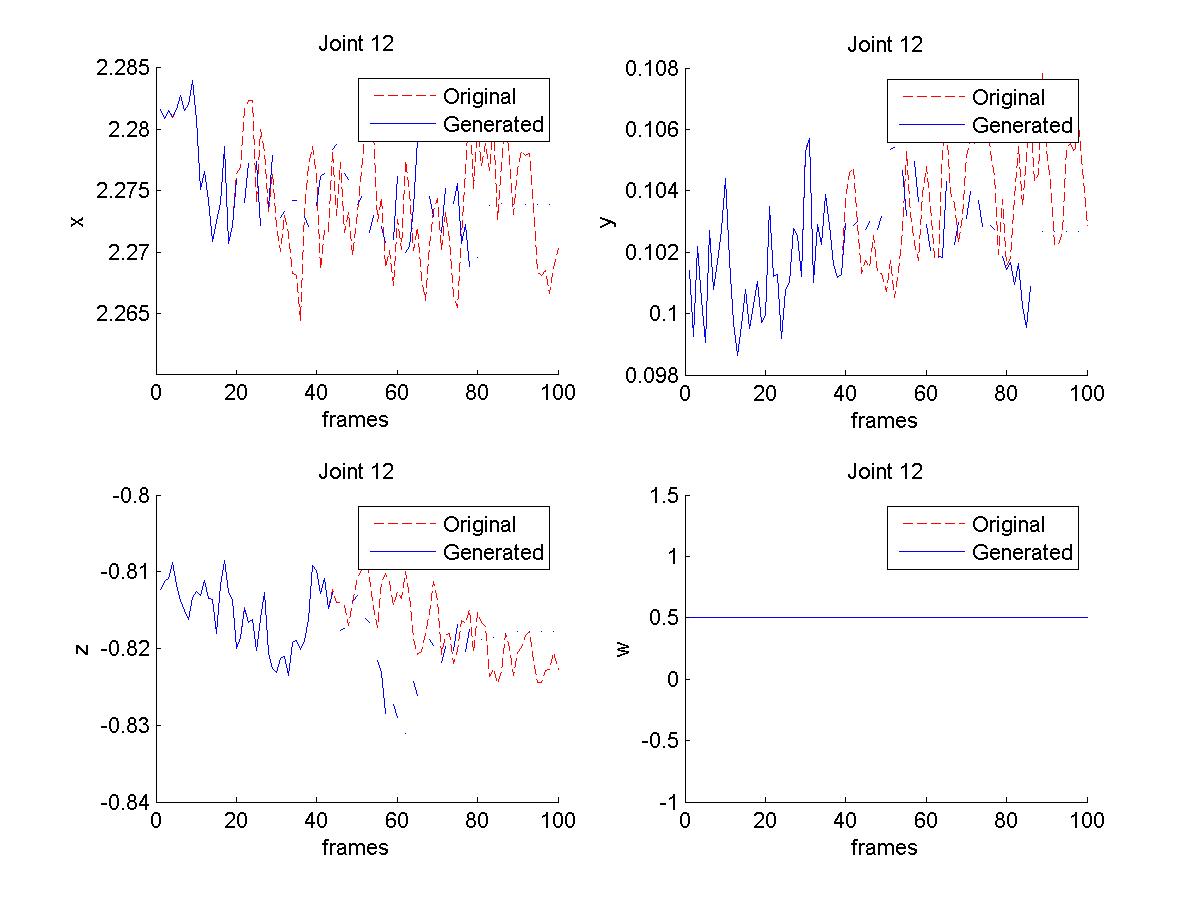 Joint 12
2.285
2.28
2.275
2.27
2.265
x
0 20 40 60 80 100
frames
Original
Generated
Joint 12
0.108
0.106
0.104
0.102
0.1
0.098
y
0 20 40 60 80 100
frames
Original
Generated
Joint 12
-0.8
-0.81
-0.82
-0.83
-0.84
z
0 20 40 60 80 100
frames
Original
Generated
Joint 12
1.5
1
0.5
0
-0.5
-1
w
0 20 40 60 80 100
frames
Original
Generated